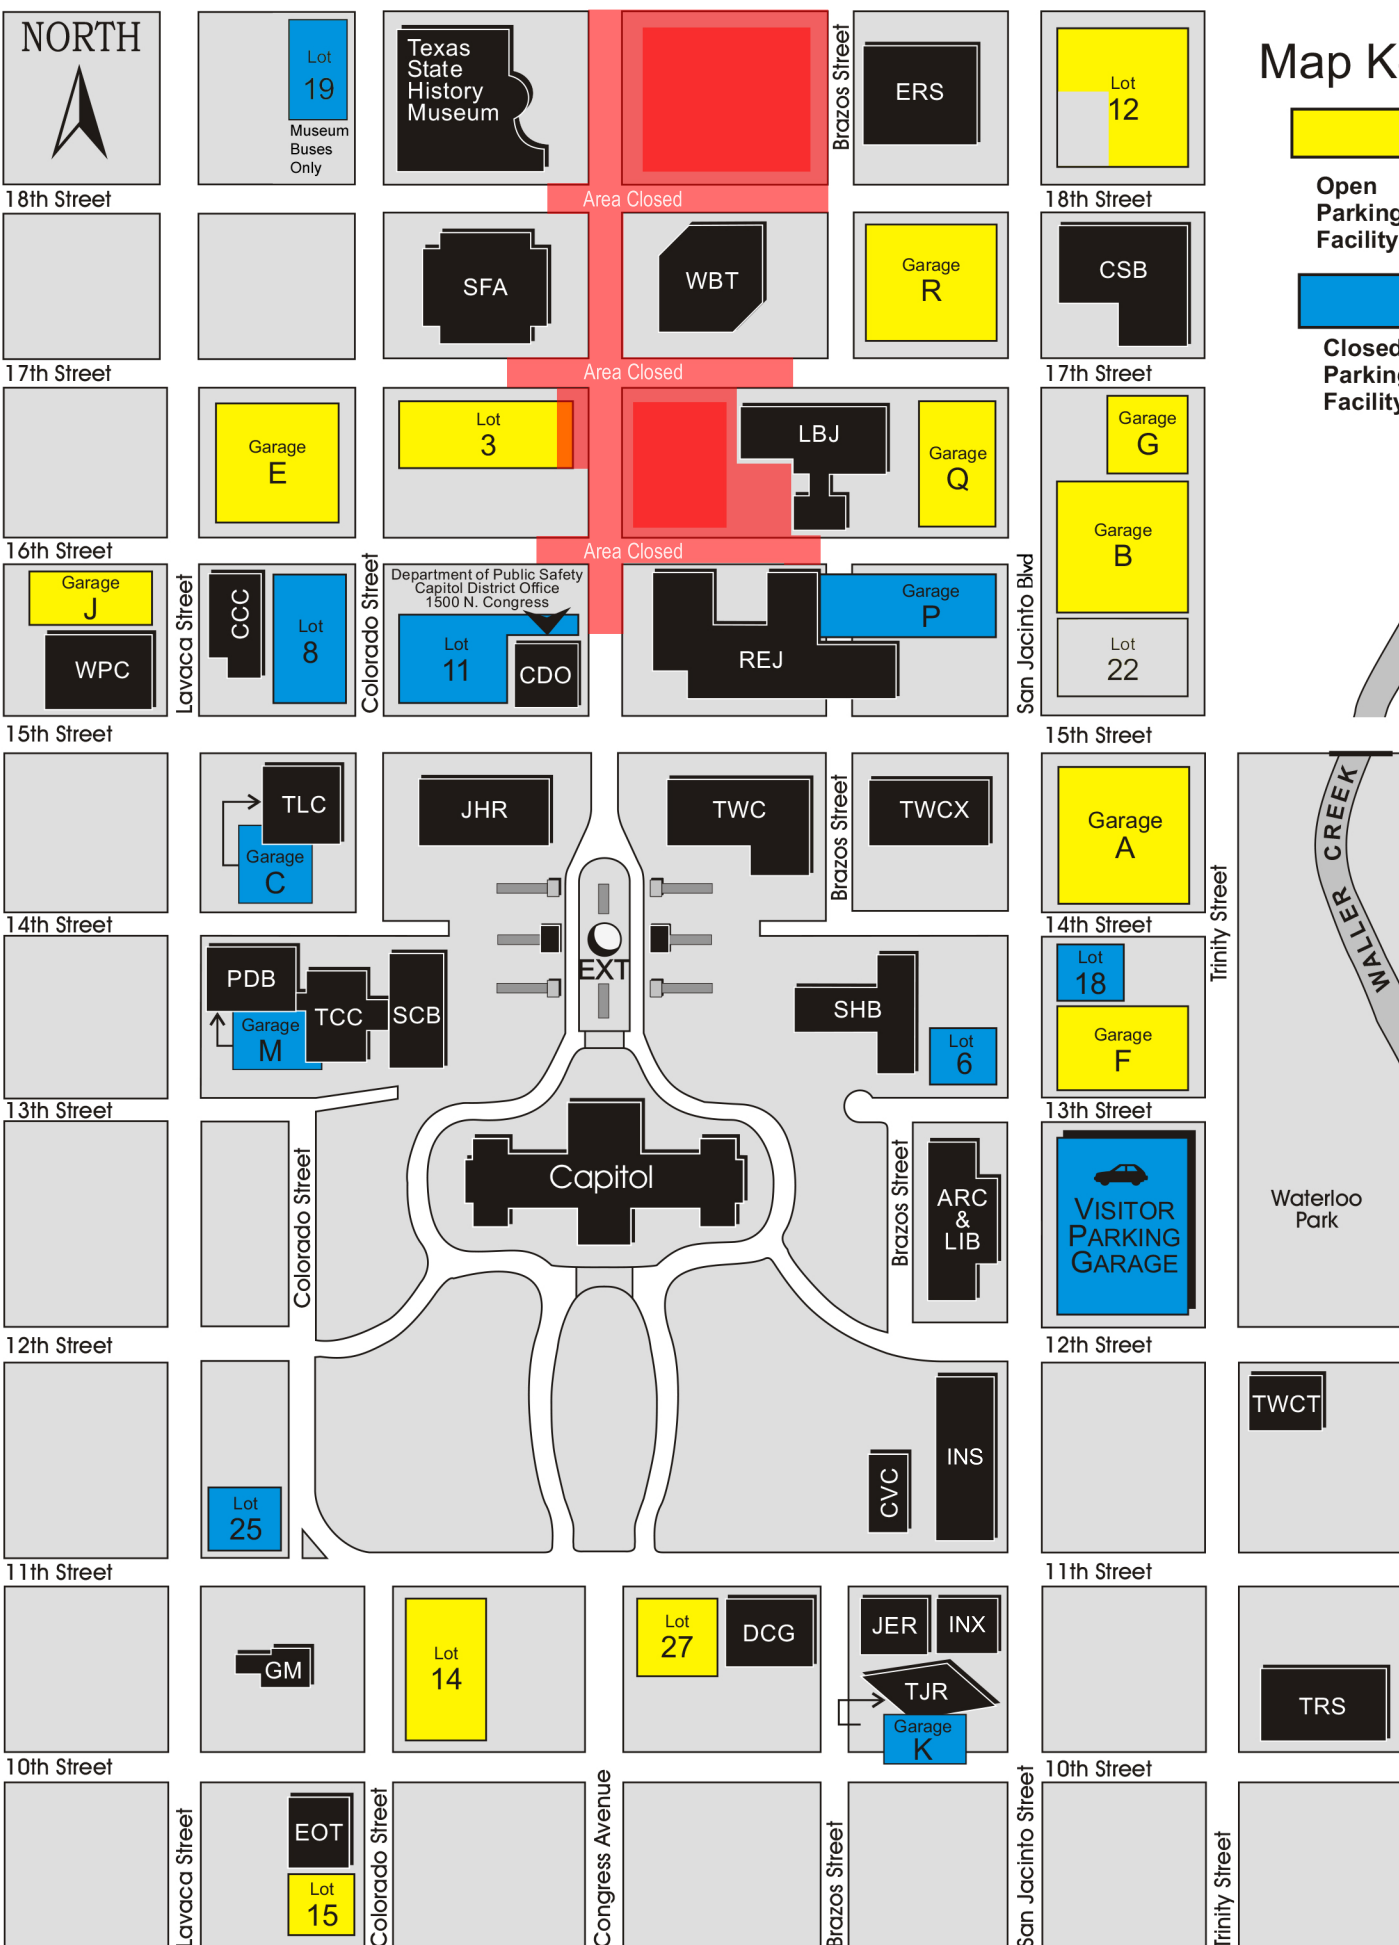 NORTH
Lot
19
Museum
Buses
Only
Texas
State
History
Museum
Brazos Street
ERS
Lot
12
Map K
Open
Parking
Facility
Closed
Parking
Facility
18th Street
Area Closed
18th Street
SFA
WBT
Garage
R
CSB
17th Street
Area Closed
17th Street
Garage
E
Lot
3
LBJ
Garage
Q
Garage
G
Garage
B
16th Street
Area Closed
Lavaca Street
Colorado Street
San Jacinto Blvd
Garage
J
WPC
CCC
Lot
8
Department of Public Safety
Capitol District Office
1500 N. Congress
Lot
11
CDO
REJ
Garage
P
Lot
22
15th Street
15th Street
TLC
Garage
C
JHR
TWC
Brazos Street
TWCX
Garage
A
Trinity Street
WALLER CREEK
14th Street
14th Street
PDB
Garage
M
TCC
SCB
EXT
SHB
Lot
6
Lot
18
Garage
F
13th Street
13th Street
Colorado Street
Capitol
Brazos Street
ARC
&
LIB
VISITOR
PARKING
GARAGE
Waterloo
Park
12th Street
12th Street
Lot
25
CVC
INS
TWCT
11th Street
11th Street
GM
Lot
14
Lot
27
DCG
JER
INX
TJR
Garage
K
TRS
10th Street
10th Street
Lavaca Street
EOT
Lot
15
Colorado Street
Congress Avenue
Brazos Street
San Jacinto Street
Trinity Street